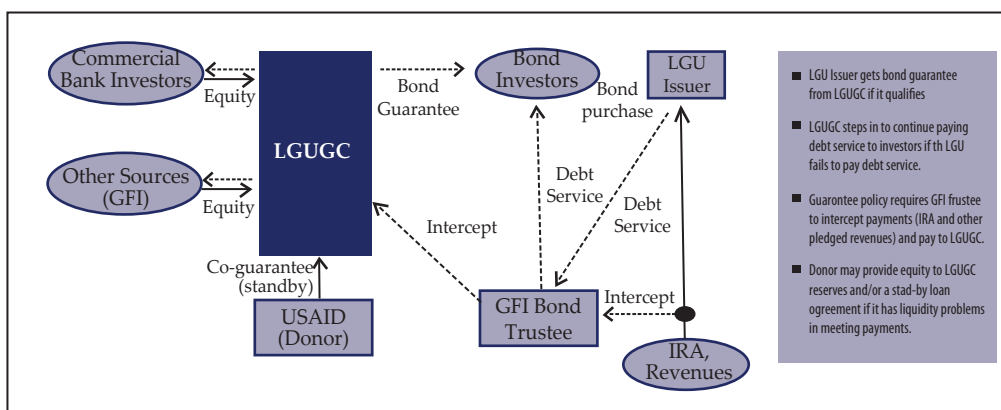 Commercial
Bank Investors
Equity
Other Sources
(GFI)
Equity
LGUGC
Co-guarantee
(standby)
USAID
(Donor)
Bond
Guarantee
Bond
Investors
Bond
purchase
LGU
Issuer
Debt
Service
Debt
Service
Intercept
GFI Bond
Trustee
Intercept
IRA,
Revenues
LGU Issuer gets bond guarantee
from LGUGC if it qualifies
LGUGC steps in to continue paying
debt service to investors if th LGU
fails to pay debt service.
Guarontee policy requires GFI frustee
to intercept payments (IRA and other
pledged revenues) and pay to LGUGC.
Donor may provide equity to LGUGC
reserves and/or a stad-by loan
agreement if it has liquidity problems
in meeting payments.